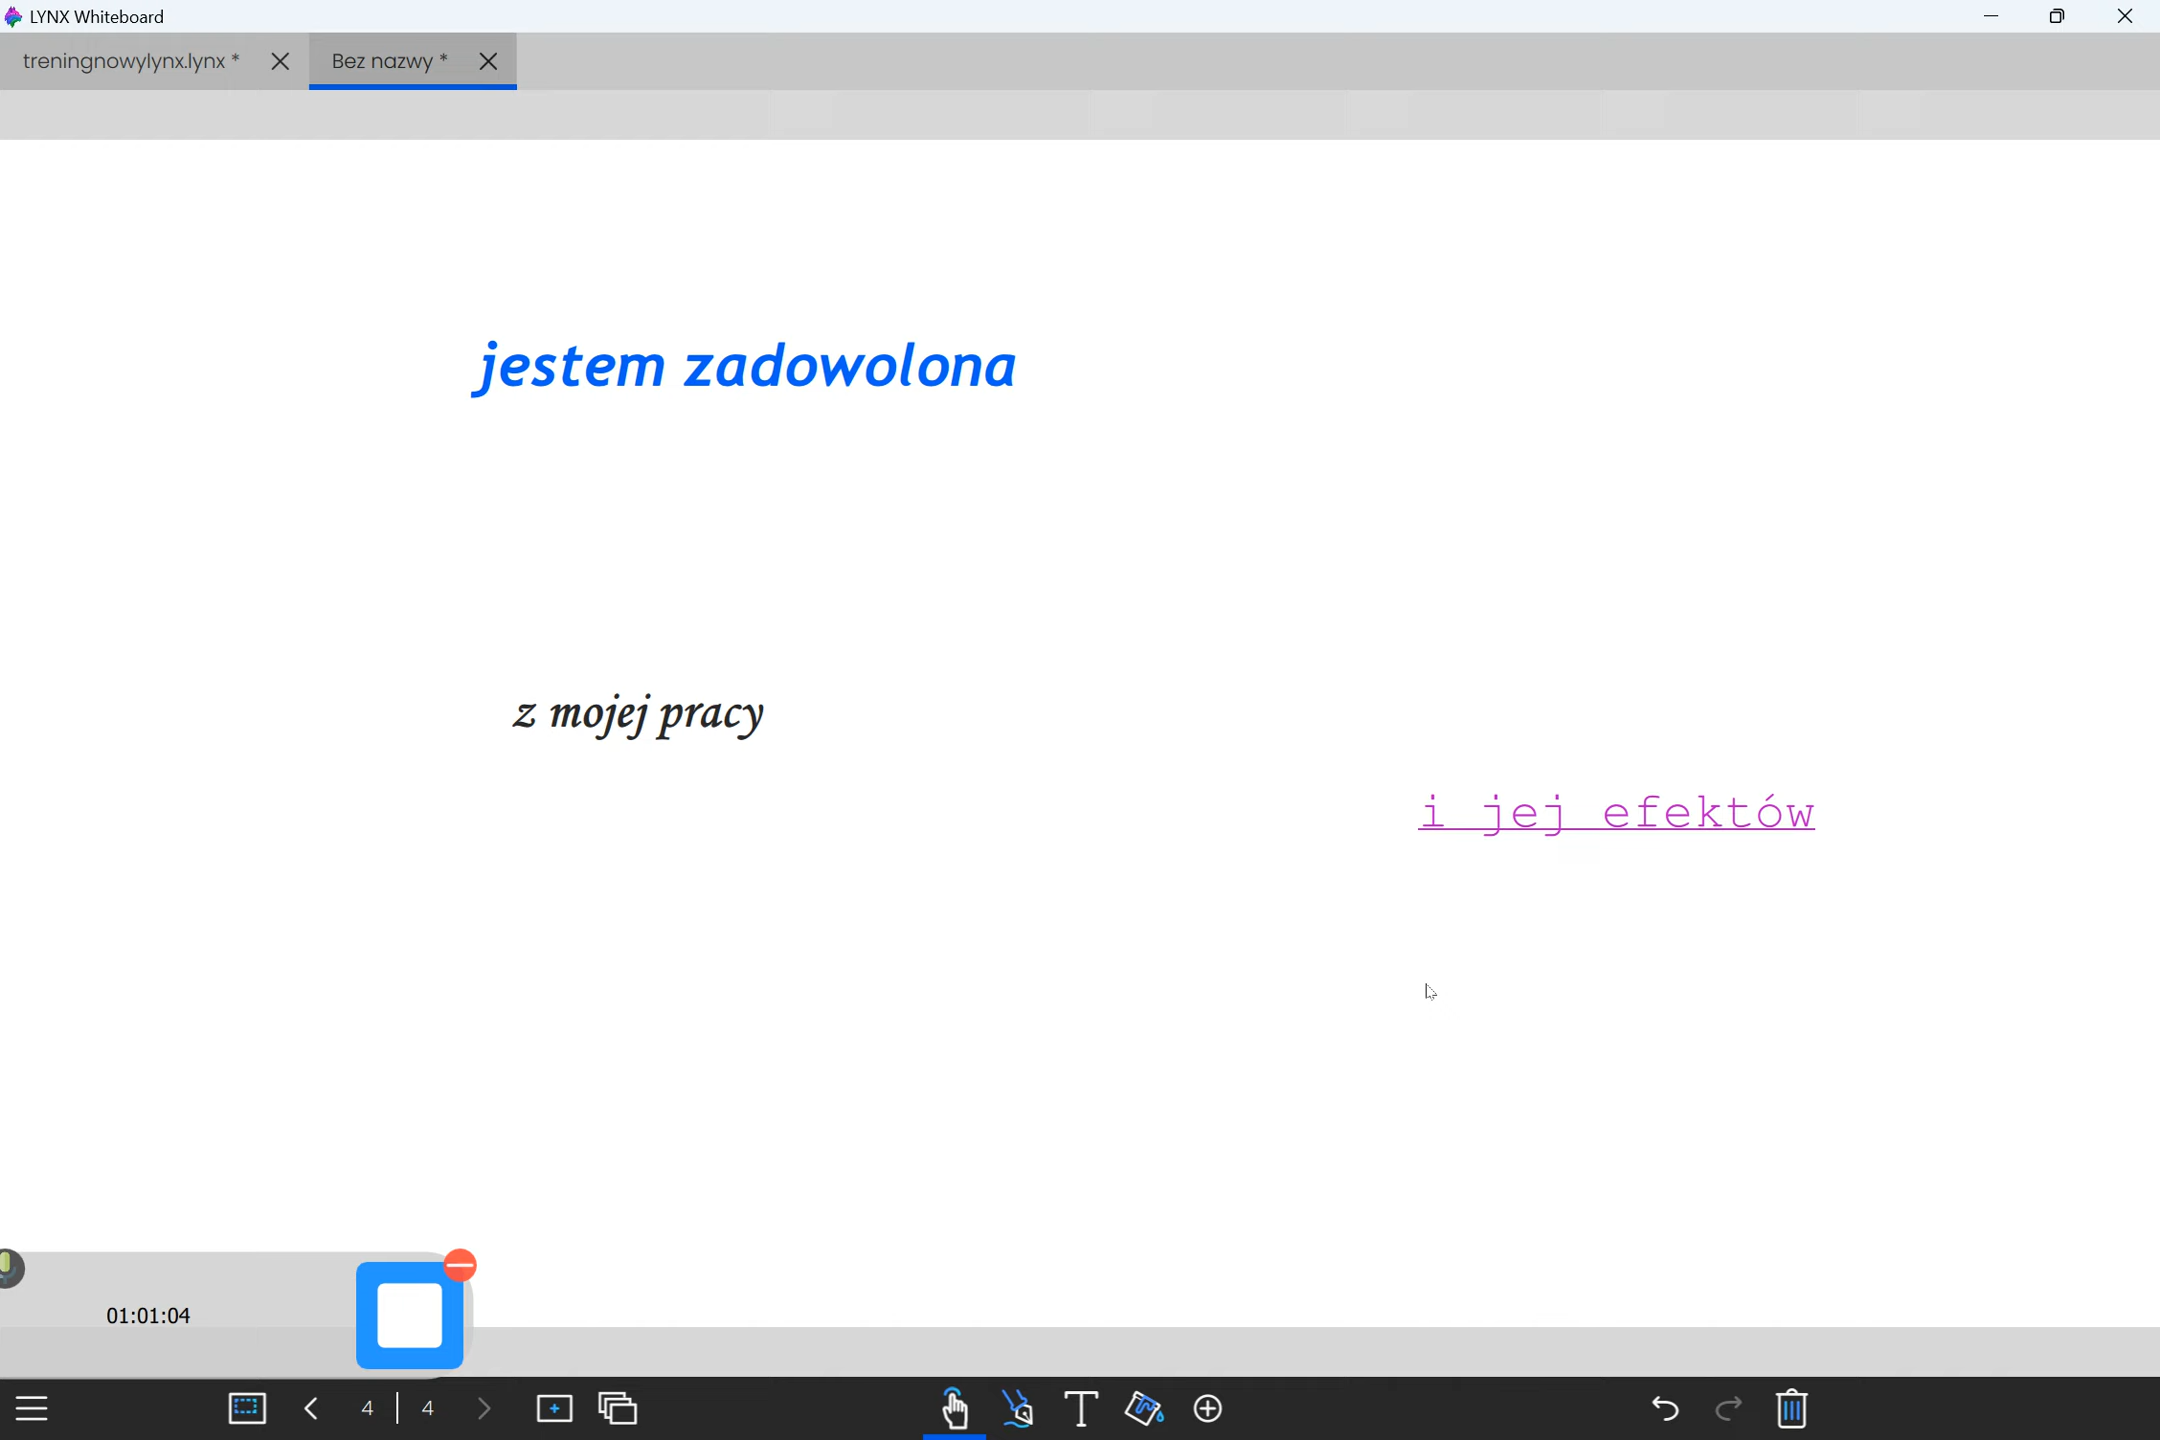 LYNX Whiteboard
treningnowylynx.lynx *
Bez nazwy *
jestem zadowolona
z mojej pracy
i jej efektów
01:01:04
4 | 4